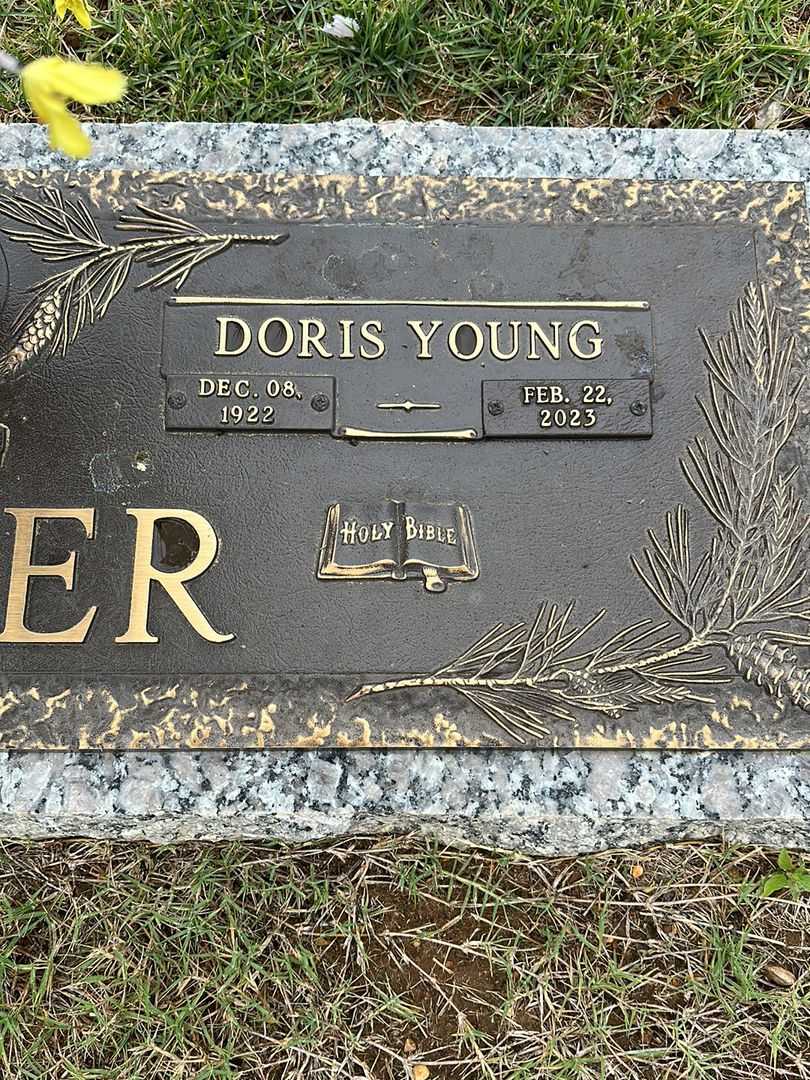 DORIS YOUNG
DEC. 08,
1922
FEB. 22,
2023
ER
HOLY BIBLE